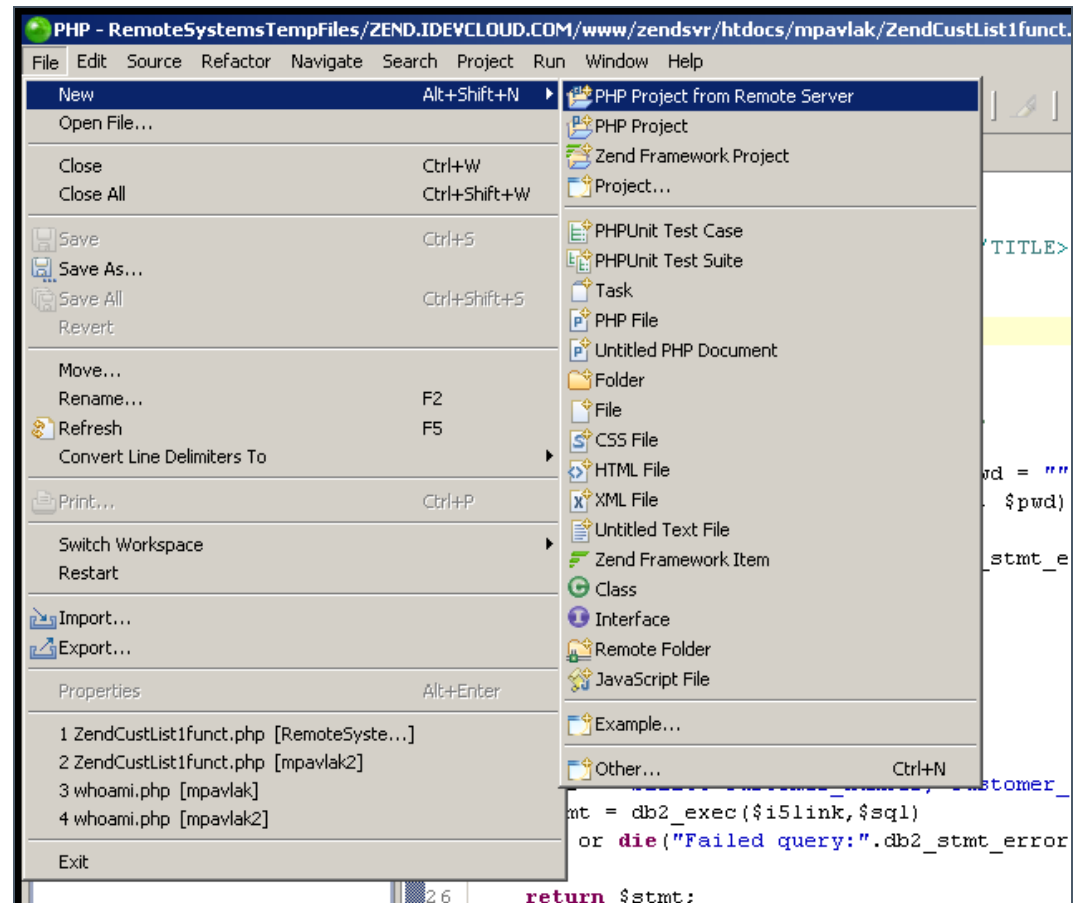 PHP - RemoteSystemsTempFiles/ZEND.IDEVCLOUD.COM/www/zendsvr/htdocs/mpavlak/ZendCustList1funct.
File Edit Source Refactor Navigate Search Project Run Window Help
New Alt+Shift+N
Open File...
Close Ctrl+W
Close All Ctrl+Shift+W
Save Ctrl+S
Save As...
Save All Ctrl+Shift+S
Revert
Move...
Rename... F2
Refresh F5
Convert Line Delimiters To
Print... Ctrl+P
Switch Workspace
Restart
Import...
Export...
Properties Alt+Enter
1 ZendCustList1funct.php [RemoteSyste...]
2 ZendCustList1funct.php [mpavlak2]
3 whoami.php [mpavlak]
4 whoami.php [mpavlak2]
Exit
PHP Project from Remote Server
PHP Project
Zend Framework Project
Project...
PHPUnit Test Case
PHPUnit Test Suite
Task
PHP File
Untitled PHP Document
Folder
File
CSS File
HTML File
XML File
Untitled Text File
Zend Framework Item
Class
Interface
Remote Folder
JavaScript File
Example...
Other... Ctrl+N
/TITLE>
wd = ""
$pwd)
_stmt_e
stomer_
mt = db2_exec($i5link,$sql)
or die("Failed query:".db2_stmt_error
26 return $stmt;